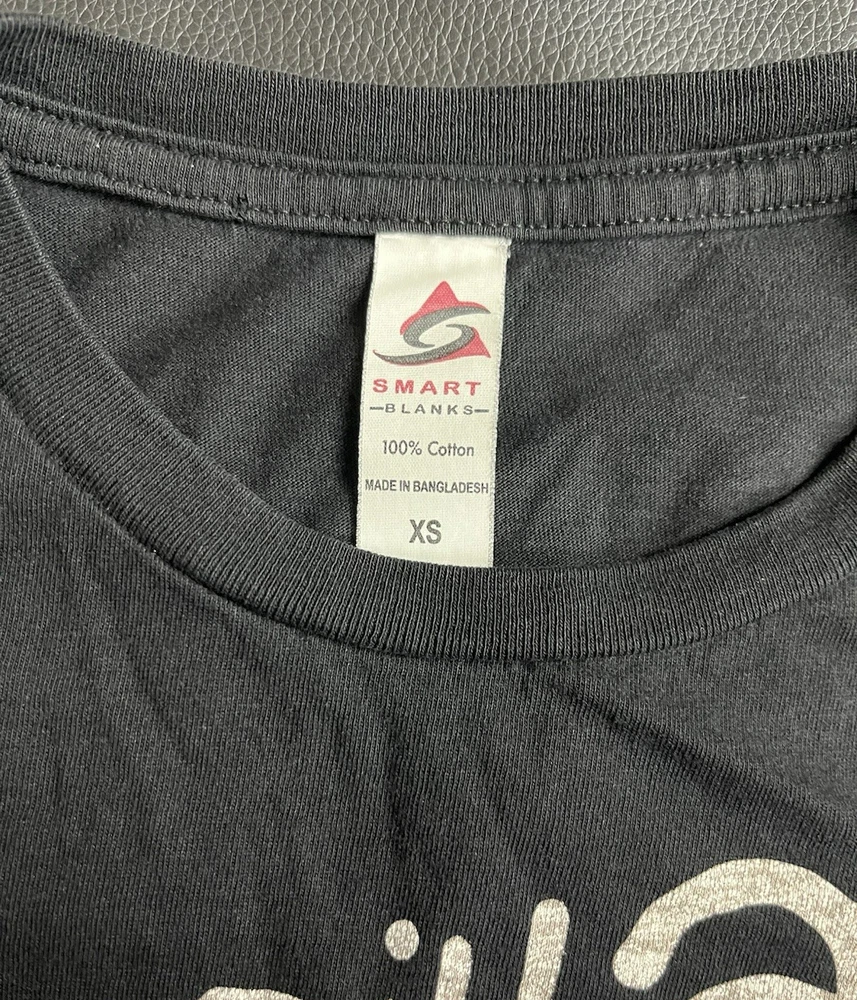 SMART
—BLANKS—
100% Cotton
MADE IN BANGLADESH
XS